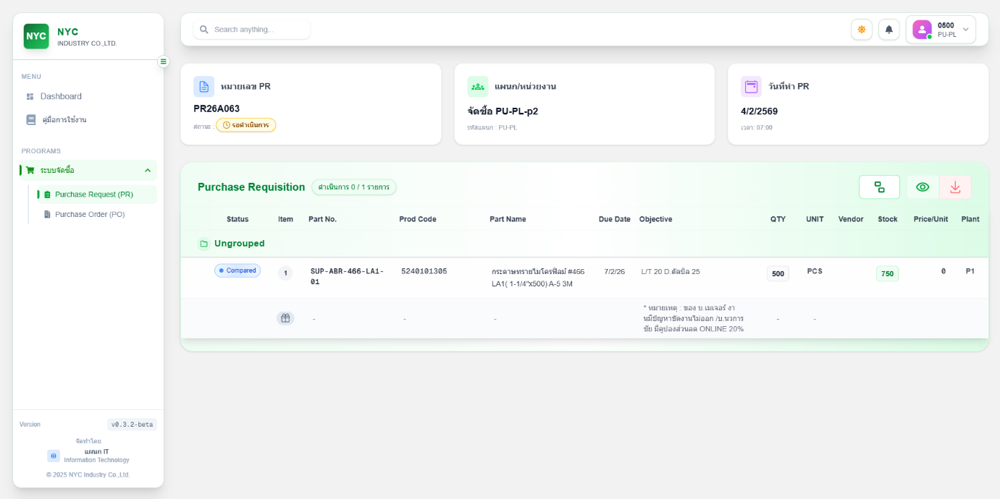 NYC
NYC
INDUSTRY CO.,LTD.
MENU
Dashboard
คู่มือการใช้งาน
PROGRAMS
ระบบจัดซื้อ
Purchase Request (PR)
Purchase Order (PO)
Version
v0.3.2-beta
จัดทำโดย
แผนก IT
Information Technology
© 2025 NYC Industry Co.,Ltd.
Search anything...
0500
PU-PL
หมายเลข PR
PR26A063
สถานะ : รอดำเนินการ
แผนก/หน่วยงาน
จัดซื้อ PU-PL-p2
รหัสแผนก : PU-PL
วันที่ทำ PR
4/2/2569
เวลา: 07:00
Purchase Requisition ดำเนินการ 0 / 1 รายการ
Status Item Part No. Prod Code Part Name Due Date Objective QTY UNIT Vendor Stock Price/Unit Plant
Ungrouped
Compared 1 SUP-ABR-466-LA1-01 5240101305 กระดาษทรายไมโครฟิลม์ #466 LA1( 1-1/4"x500) A-5 3M 7/2/26 L/T 20 D.ตัดบิล 25 500 PCS 750 0 P1
- - - * หมายเหตุ : ของ บ.เมเจอร์ งา
นมีปัญหาขัดงานไม่ออก /บ.นวการ
ชัย มีคูปองส่วนลด ONLINE 20% - -